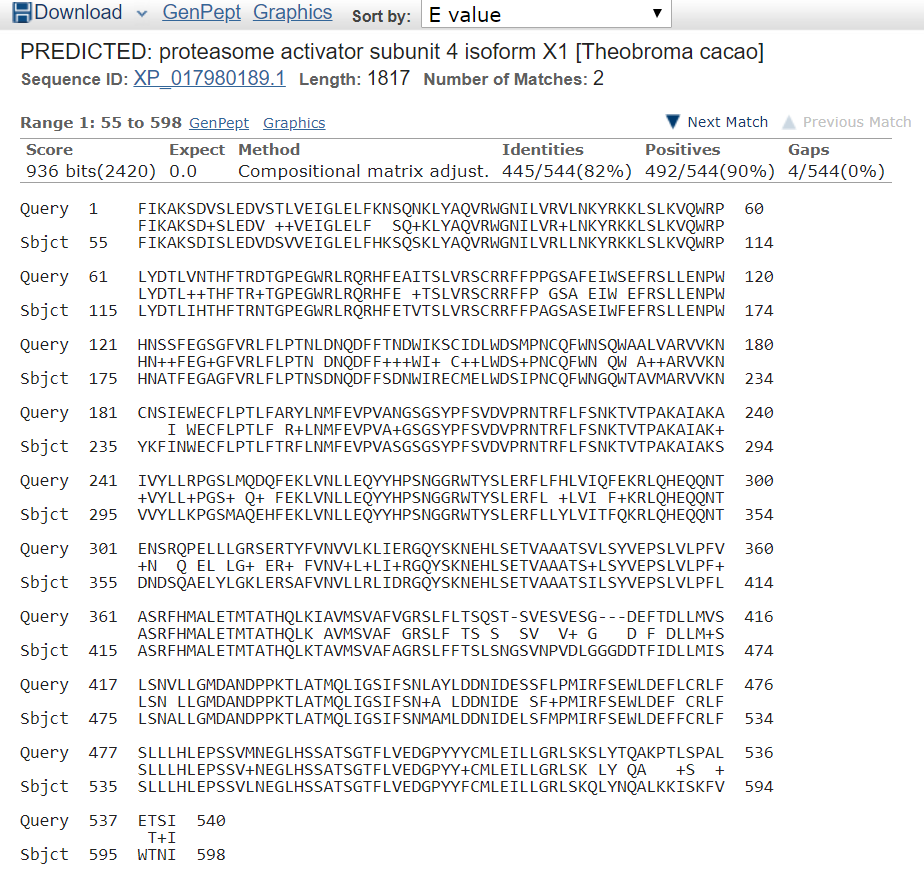 Download GenPept Graphics Sort by: E value
PREDICTED: proteasome activator subunit 4 isoform X1 [Theobroma cacao]
Sequence ID: XP_017980189.1 Length: 1817 Number of Matches: 2
Range 1: 55 to 598 GenPept Graphics Next Match Previous Match
Score Expect Method Identities Positives Gaps
936 bits(2420) 0.0 Compositional matrix adjust. 445/544(82%) 492/544(90%) 4/544(0%)
Query 1 FIKAKSDVSLEDVSTLVEIGLELFKNSQNKLYAQVRWGNILVRVLNKYRKKLSLKVQWRP 60
FIKAKSD+SLEDV ++VEIGLELF SQ+KLYAQVRWGNILVR+LNKYRKKLSLKVQWRP
Sbjct 55 FIKAKSDISLEDVDSVVEIGLELFHKSQSKLYAQVRWGNILVRLLNKYRKKLSLKVQWRP 114
Query 61 LYDTLVNTHFTRDTGPEGWRLRQRHFEAITSLVRSCRRFFPPGSAFEIWSEFRSLLENPW 120
LYDTL++THFTR+TGPEGWRLRQRHFE +TSLVRSCRRFFP GSA EIW EFRSLLENPW
Sbjct 115 LYDTLIHTHFTRNTGPEGWRLRQRHFETVTSLVRSCRRFFPAGSASEIWFEFRSLLENPW 174
Query 121 HNSSFEGSGFVRLFLPTNLDNQDFFTNDWIKSCIDLWDSMPNCQFWNSQWAALVARVVKN 180
HN++FEG+GFVRLFLPTN DNQDFF+++WI+ C++LWDS+PNCQFWN QW A++ARVVKN
Sbjct 175 HNATFEGAGFVRLFLPTNSDNQDFFSDNWIRECMELWDSIPNCQFWNGQWTAVMARVVKN 234
Query 181 CNSIEWECFLPTLFARYLNMFEVPVANGSGSYPFSVDVPRNTRFLFSNKTVTPAKAIAKA 240
I WECFLPTLF R+LNMFEVPVA+GSGSYPFSVDVPRNTRFLFSNKTVTPAKAIAK+
Sbjct 235 YKFINWECFLPTLFTRFLNMFEVPVASGSGSYPFSVDVPRNTRFLFSNKTVTPAKAIAKS 294
Query 241 IVYLLRPGSLMQDQFEKLVNLLEQYYHPSNGGRWTYSLERFLFHLVIQFEKRLQHEQQNT 300
+VYLL+PGS+ Q+ FEKLVNLLEQYYHPSNGGRWTYSLERFL +LVI F+KRLQHEQQNT
Sbjct 295 VVYLLKPGSMAQEHFEKLVNLLEQYYHPSNGGRWTYSLERFLLYLVITFQKRLQHEQQNT 354
Query 301 ENSRQPELLLGRSERTYFVNVVLKLIERGQYSKNEHLSETVAAATSVLSYVEPSLVLPFV 360
+N Q EL LG+ ER+ FVNV+L+LI+RGQYSKNEHLSETVAAATS+LSYVEPSLVLPF+
Sbjct 355 DNDSQAELYLGKLERSAFVNVLLRLIDRGQYSKNEHLSETVAAATSILSYVEPSLVLPFL 414
Query 361 ASRFHMALETMTATHQLKIAVMSVAFVGRSLFLTSQST-SVESVESG---DEFTDLLMVS 416
ASRFHMALETMTATHQLK AVMSVAF GRSLF TS S SV V+ G D F DLLM+S
Sbjct 415 ASRFHMALETMTATHQLKTAVMSVAFAGRSLFFTSLSNGSVNPVDLGGGDDTFIDLLMIS 474
Query 417 LSNVLLGMDANDPPKTLATMQLIGSIFSNLAYLDDNIDESSFLPMIRFSEWLDEFLCRLF 476
LSN LLGMDANDPPKTLATMQLIGSIFSN+A LDDNIDE SF+PMIRFSEWLDEF CRLF
Sbjct 475 LSNALLGMDANDPPKTLATMQLIGSIFSNMAMLDDNIDELSFMPMIRFSEWLDEFFCRLF 534
Query 477 SLLLHLEPSSVMNEGLHSSATSGTFLVEDGPYYYCMLEILLGRLSKSLYTQAKPTLSPAL 536
SLLLHLEPSSV+NEGLHSSATSGTFLVEDGPYY+CMLEILLGRLSK LY QA +S +
Sbjct 535 SLLLHLEPSSVLNEGLHSSATSGTFLVEDGPYYFCMLEILLGRLSKQLYNQALKKISKFV 594
Query 537 ETSI 540
T+I
Sbjct 595 WTNI 598